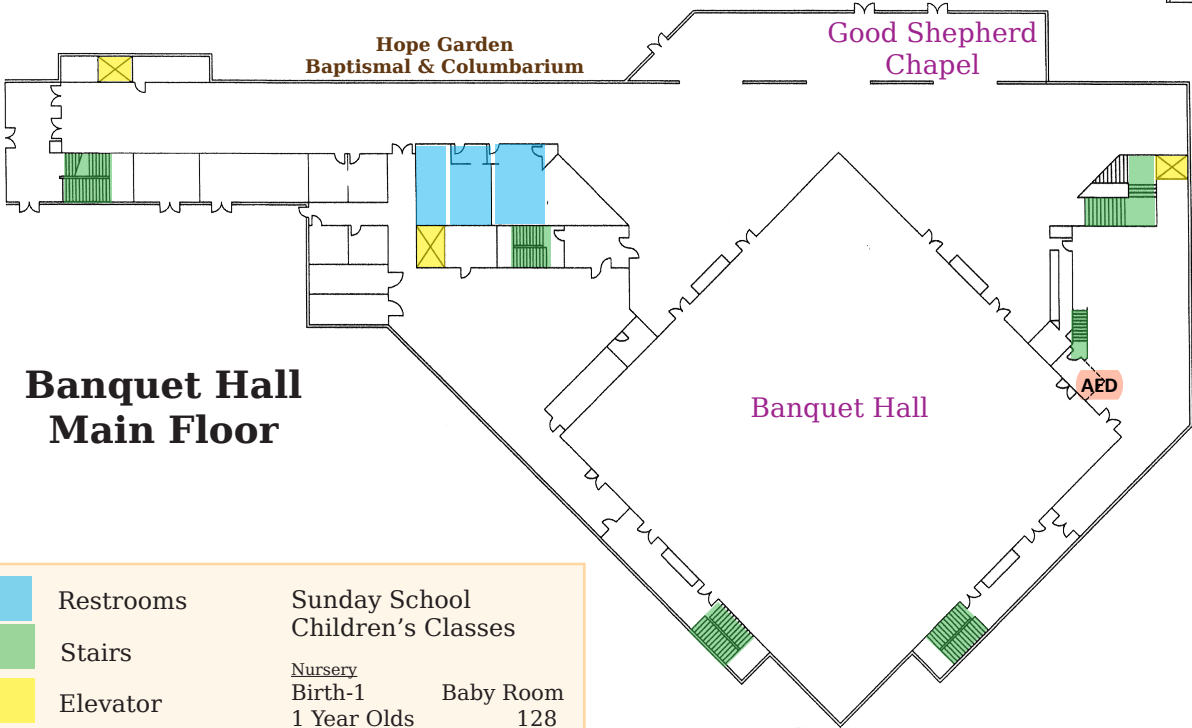 Hope Garden
Baptismal & Columbarium
Good Shepherd
Chapel
Banquet Hall
Main Floor
Banquet Hall
AED
Restrooms
Stairs
Elevator
Sunday School
Children's Classes
Nursery
Birth-1 Baby Room
1 Year Olds 128